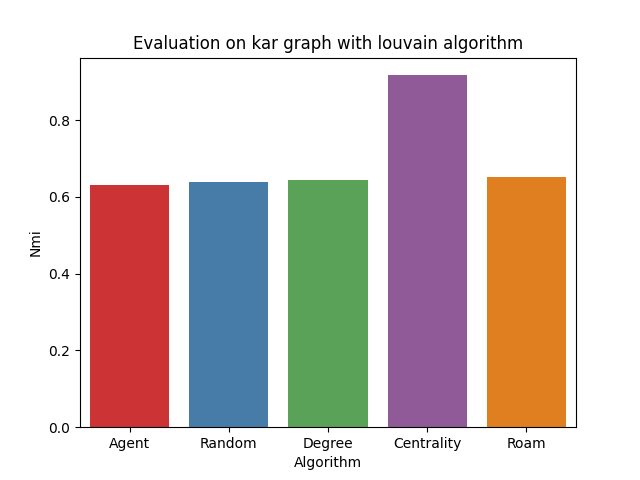 Evaluation on kar graph with louvain algorithm
0.8
0.6
0.4
0.2
0.0
Nmi
Agent Random Degree Centrality Roam
Algorithm